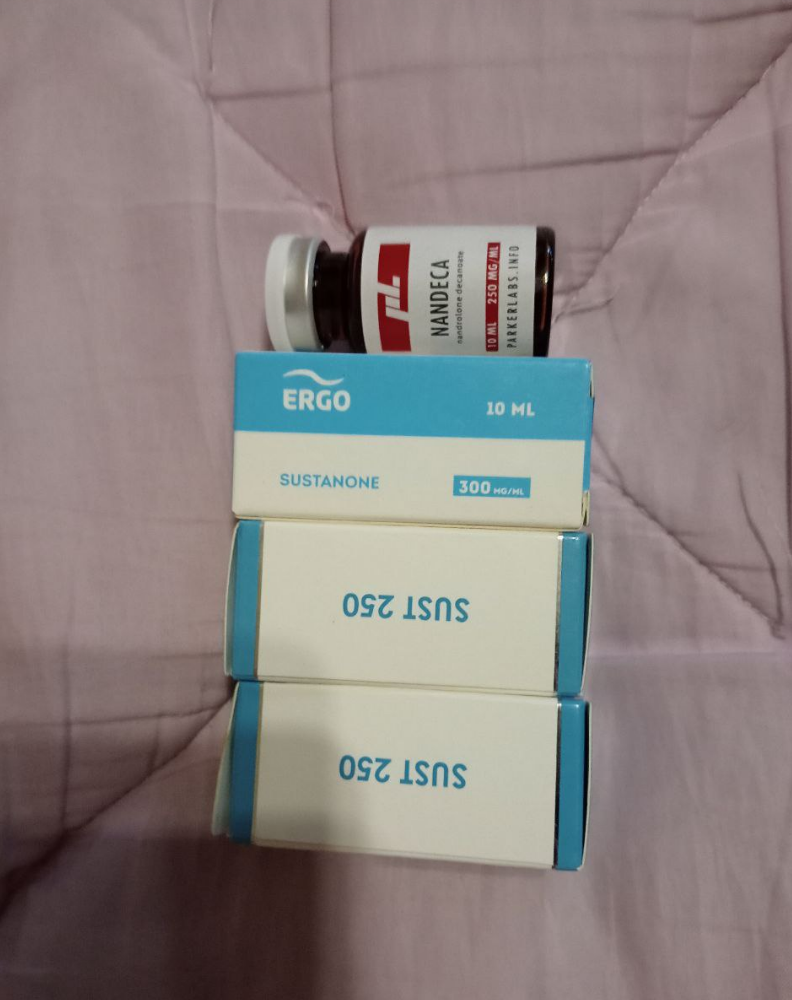 NANDECA
nandrolone decanoate
10 ML 250 MG/ML
PARKERLABS.INFO
ERGO
10 ML
SUSTANONE
300 MG/ML
SUST 250
SUST 250